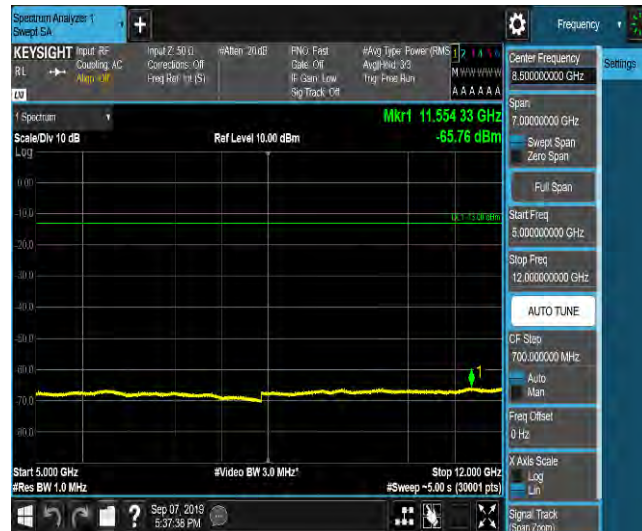 Spectrum Analyzer 1
Swept SA
Frequency
KEYSIGHT
RL
Input: RF
Coupling: AC
Align: Off
Input Z: 50 Ω
Corrections: Off
Freq Ref: Int (S)
#Atten: 20 dB
PNO: Fast
Gate: Off
IF Gain: Low
Sig Track: Off
#Avg Type: Power (RMS
Avg|Hold: 3/3
Trig: Free Run
1 2 3 4 5 6
M W W W W W
A A A A A A
LXI
1 Spectrum
Scale/Div 10 dB
Log
Ref Level 10.00 dBm
Mkr1 11.554 33 GHz
-65.76 dBm
0.00
-10.0
DL1 -13.00 dBm
-20.0
-30.0
-40.0
-50.0
-60.0
1
-70.0
-80.0
Start 5.000 GHz
#Video BW 3.0 MHz*
Stop 12.000 GHz
#Res BW 1.0 MHz
#Sweep ~5.00 s (30001 pts)
Sep 07, 2019
5:37:38 PM
Settings
Center Frequency
8.500000000 GHz
Span
7.00000000 GHz
Swept Span
Zero Span
Full Span
Start Freq
5.000000000 GHz
Stop Freq
12.000000000 GHz
AUTO TUNE
CF Step
700.000000 MHz
Auto
Man
Freq Offset
0 Hz
X Axis Scale
Log
Lin
Signal Track
(Span Zoom)